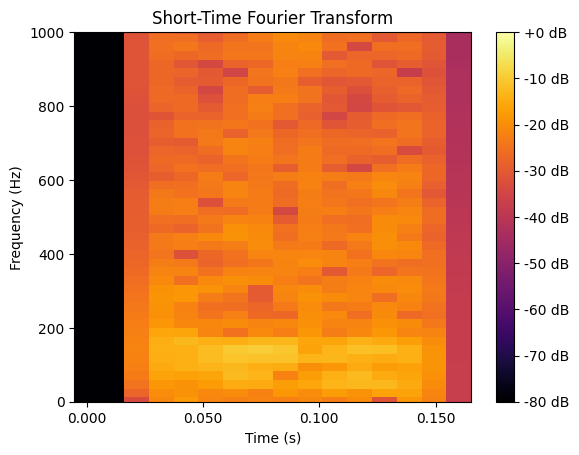 Short-Time Fourier Transform
1000
800
600
400
200
0
Frequency (Hz)
0.000
0.050
0.100
0.150
Time (s)
+0 dB
-10 dB
-20 dB
-30 dB
-40 dB
-50 dB
-60 dB
-70 dB
-80 dB